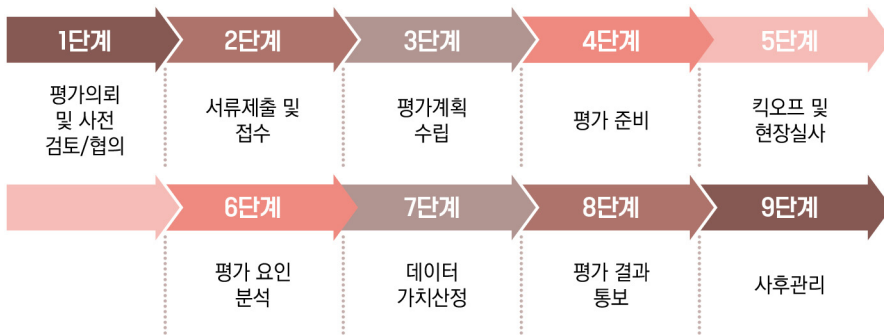 1단계
2단계
3단계
4단계
5단계
평가의뢰
및 사전
검토/협의
서류제출 및
접수
평가계획
수립
평가 준비
킥오프 및
현장실사
6단계
7단계
8단계
9단계
평가 요인
분석
데이터
가치산정
평가 결과
통보
사후관리